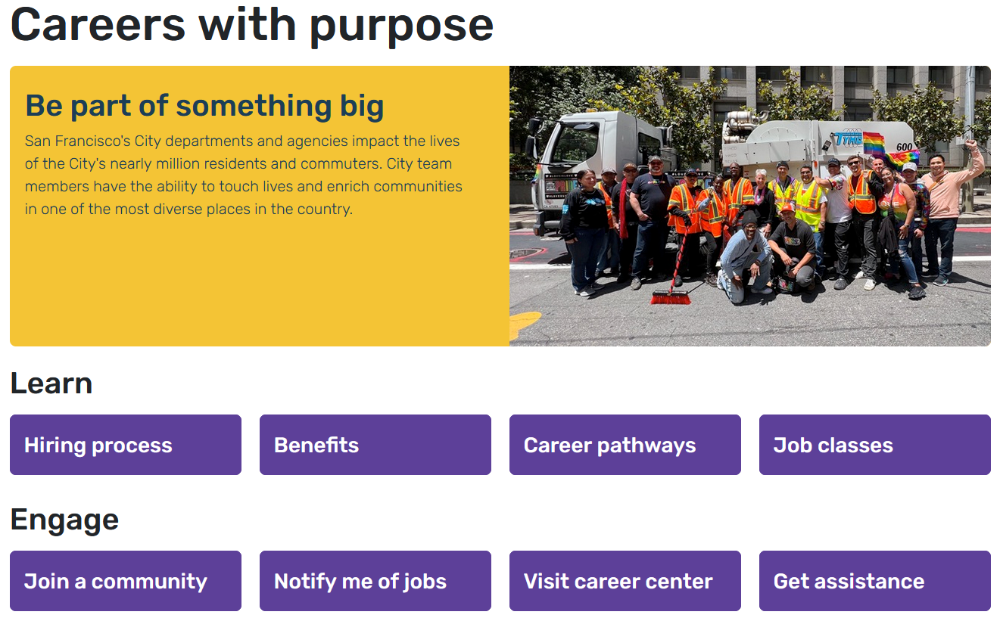 Careers with purpose
Be part of something big
San Francisco's City departments and agencies impact the lives
of the City's nearly million residents and commuters. City team
members have the ability to touch lives and enrich communities
in one of the most diverse places in the country.
TYMCO
600
Learn
Hiring process
Benefits
Career pathways
Job classes
Engage
Join a community
Notify me of jobs
Visit career center
Get assistance